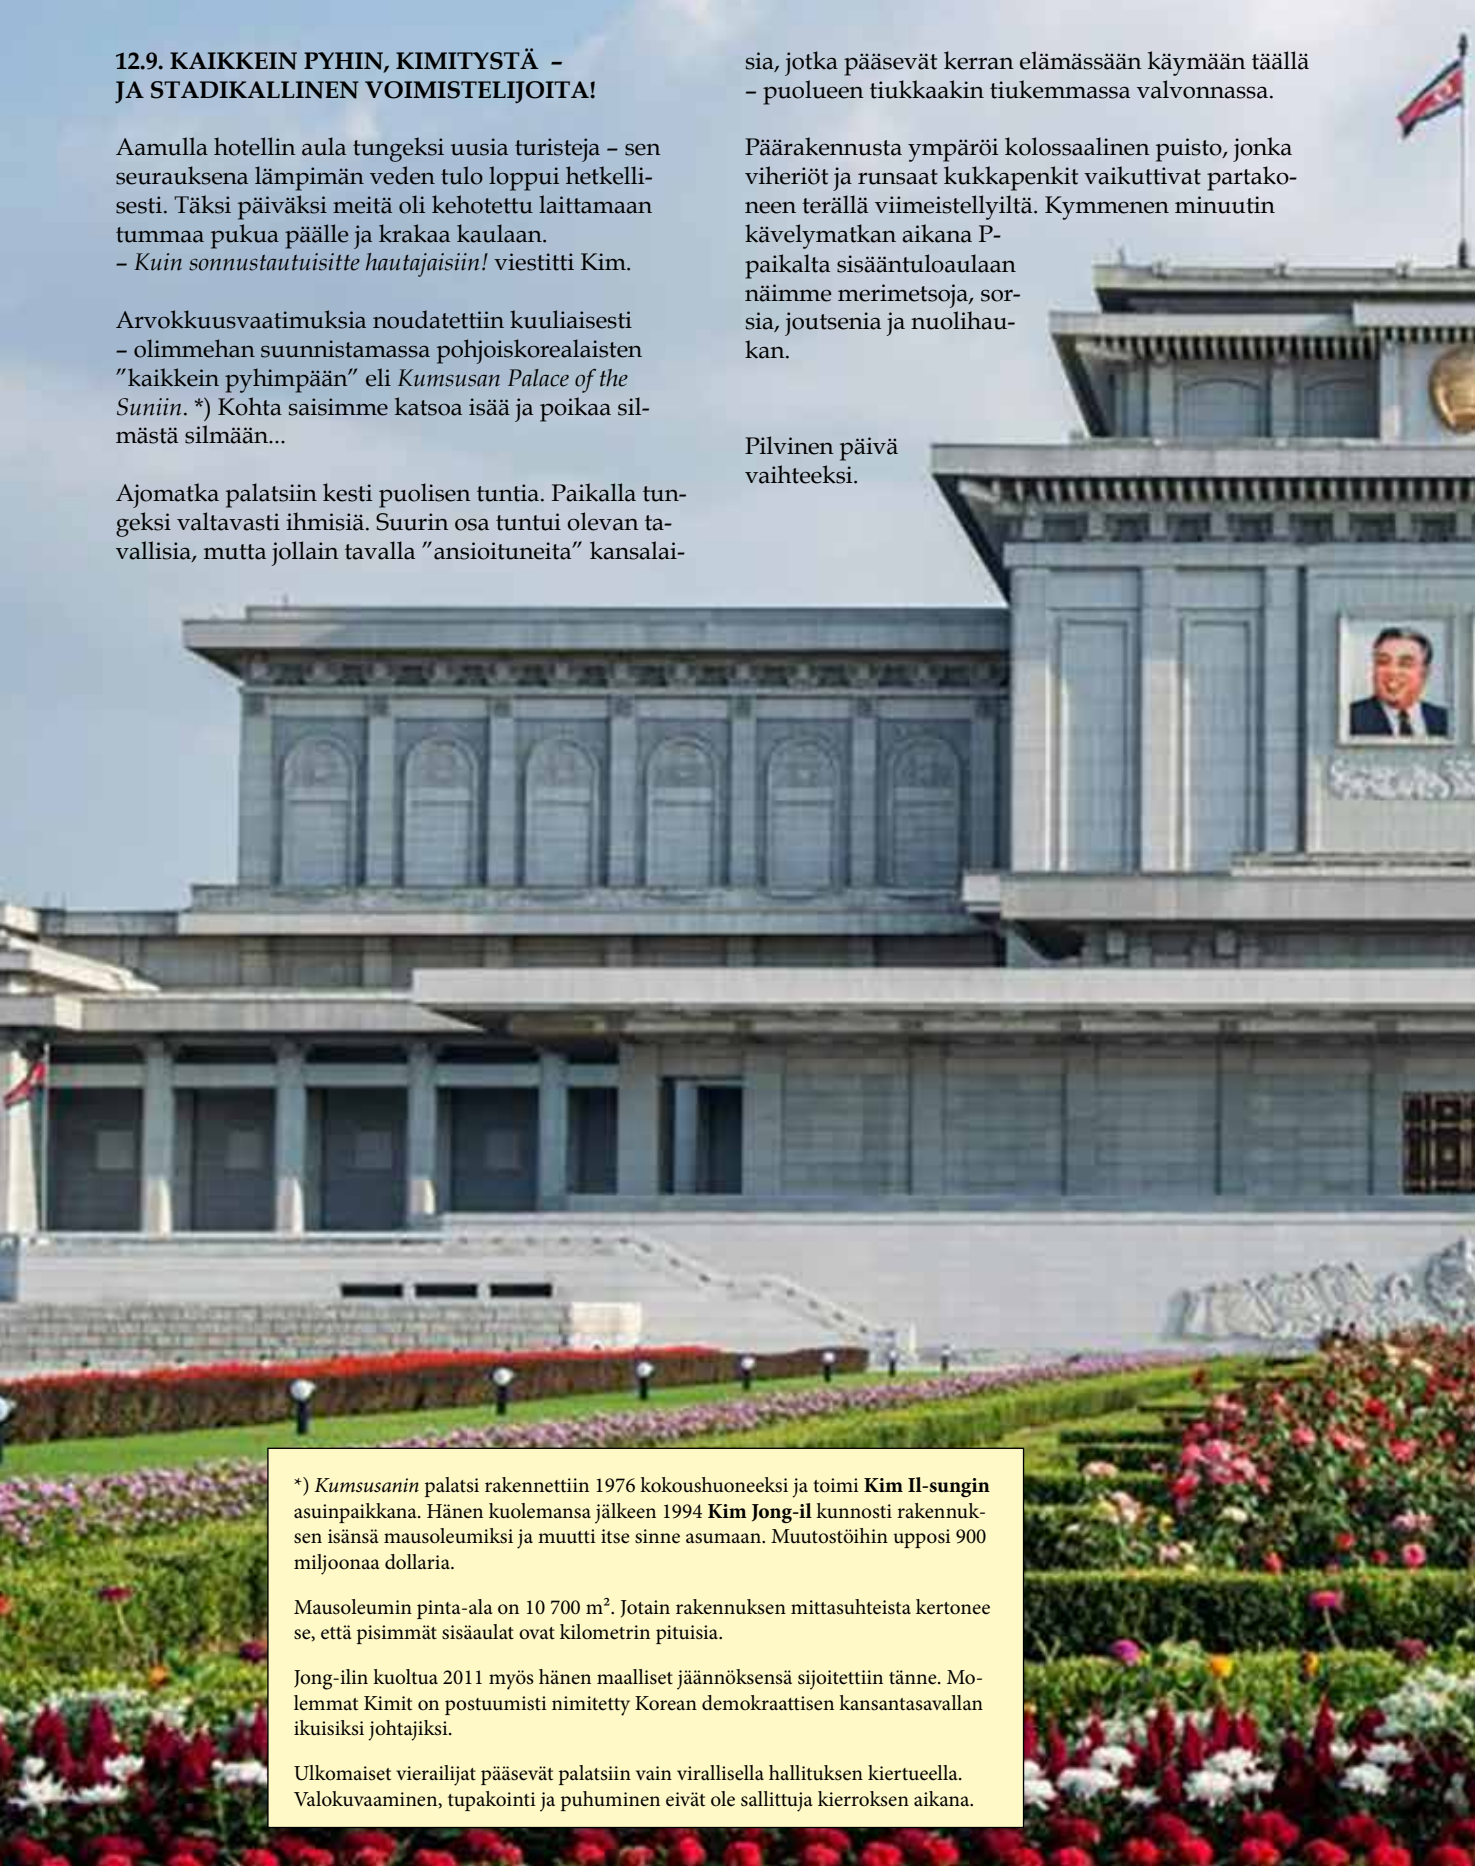 12.9. KAIKKEIN PYHIN, KIMITYSTÄ –
JA STADIKALLINEN VOIMISTELIJOITA!
Aamulla hotellin aula tungeksi uusia turisteja – sen
seurauksena lämpimän veden tulo loppui hetkelli-
sesti. Täksi päiväksi meitä oli kehotettu laittamaan
tummaa pukua päälle ja krakaa kaulaan.
– Kuin sonnustautuisitte hautajaisiin! viestitti Kim.
Arvokkuusvaatimuksia noudatettiin kuuliaisesti
– olimmehan suunnistamassa pohjoiskorealaisten
”kaikkein pyhimpään” eli Kumsusan Palace of the
Suniin. *) Kohta saisimme katsoa isää ja poikaa sil-
mästä silmään...
Ajomatka palatsiin kesti puolisen tuntia. Paikalla tun-
geksi valtavasti ihmisiä. Suurin osa tuntui olevan ta-
vallisia, mutta jollain tavalla ”ansioituneita” kansalai-
sia, jotka pääsevät kerran elämässään käymään täällä
– puolueen tiukkaakin tiukemmassa valvonnassa.
Päärakennusta ympäröi kolossaalinen puisto, jonka
viheriöt ja runsaat kukkapenkit vaikuttivat partako-
neen terällä viimeistellyiltä. Kymmenen minuutin
kävelymatkan aikana P-
paikalta sisääntuloaulaan
näimme merimetsoja, sor-
sia, joutsenia ja nuolihau-
kan.
Pilvinen päivä
vaihteeksi.
*) Kumsusanin palatsi rakennettiin 1976 kokoushuoneeksi ja toimi Kim Il-sungin
asuinpaikkana. Hänen kuolemansa jälkeen 1994 Kim Jong-il kunnosti rakennuk-
sen isänsä mausoleumiksi ja muutti itse sinne asumaan. Muutostöihin upposi 900
miljoonaa dollaria.
Mausoleumin pinta-ala on 10 700 m². Jotain rakennuksen mittasuhteista kertonee
se, että pisimmät sisäaulat ovat kilometrin pituisia.
Jong-ilin kuoltua 2011 myös hänen maalliset jäännöksensä sijoitettiin tänne. Mo-
lemmat Kimit on postuumisti nimitetty Korean demokraattisen kansantasavallan
ikuisiksi johtajiksi.
Ulkomaiset vierailijat pääsevät palatsiin vain virallisella hallituksen kiertueella.
Valokuvaaminen, tupakointi ja puhuminen eivät ole sallittuja kierroksen aikana.